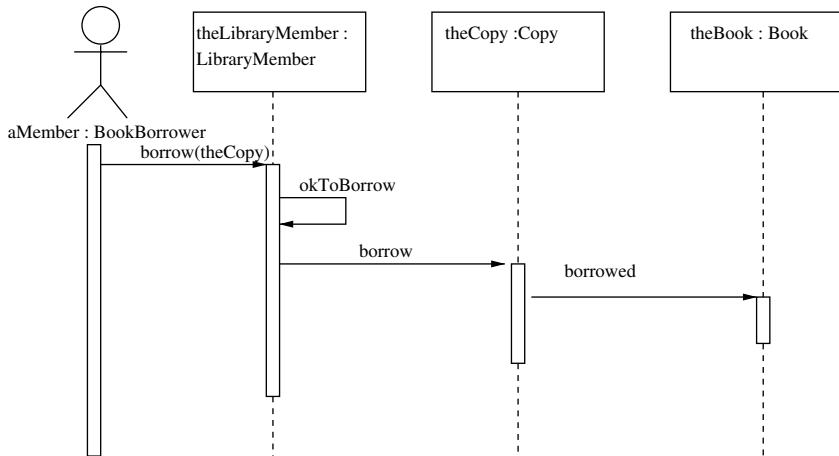 theLibraryMember :
LibraryMember
theCopy :Copy
theBook : Book
aMember : BookBorrower
borrow(theCopy)
okToBorrow
borrow
borrowed